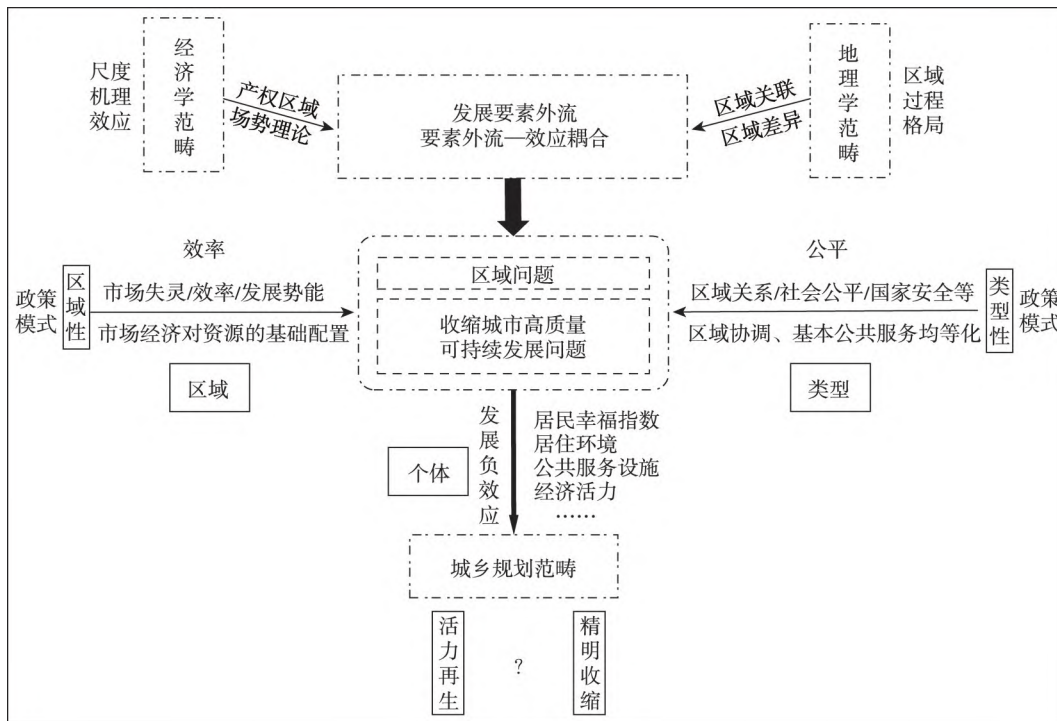 尺度
机理
效应
经济学范畴
产权区域
场势理论
发展要素外流
要素外流—效应耦合
区域关联
区域差异
地理学范畴
区域
过程
格局
效率
公平
政策
模式
区域性
市场失灵/效率/发展势能
市场经济对资源的基础配置
区域
区域问题
收缩城市高质量
可持续发展问题
区域关系/社会公平/国家安全等
区域协调、基本公共服务均等化
类型性
政策
模式
类型
个体
发展负效应
居民幸福指数
居住环境
公共服务设施
经济活力
……
城乡规划范畴
活力再生
?
精明收缩